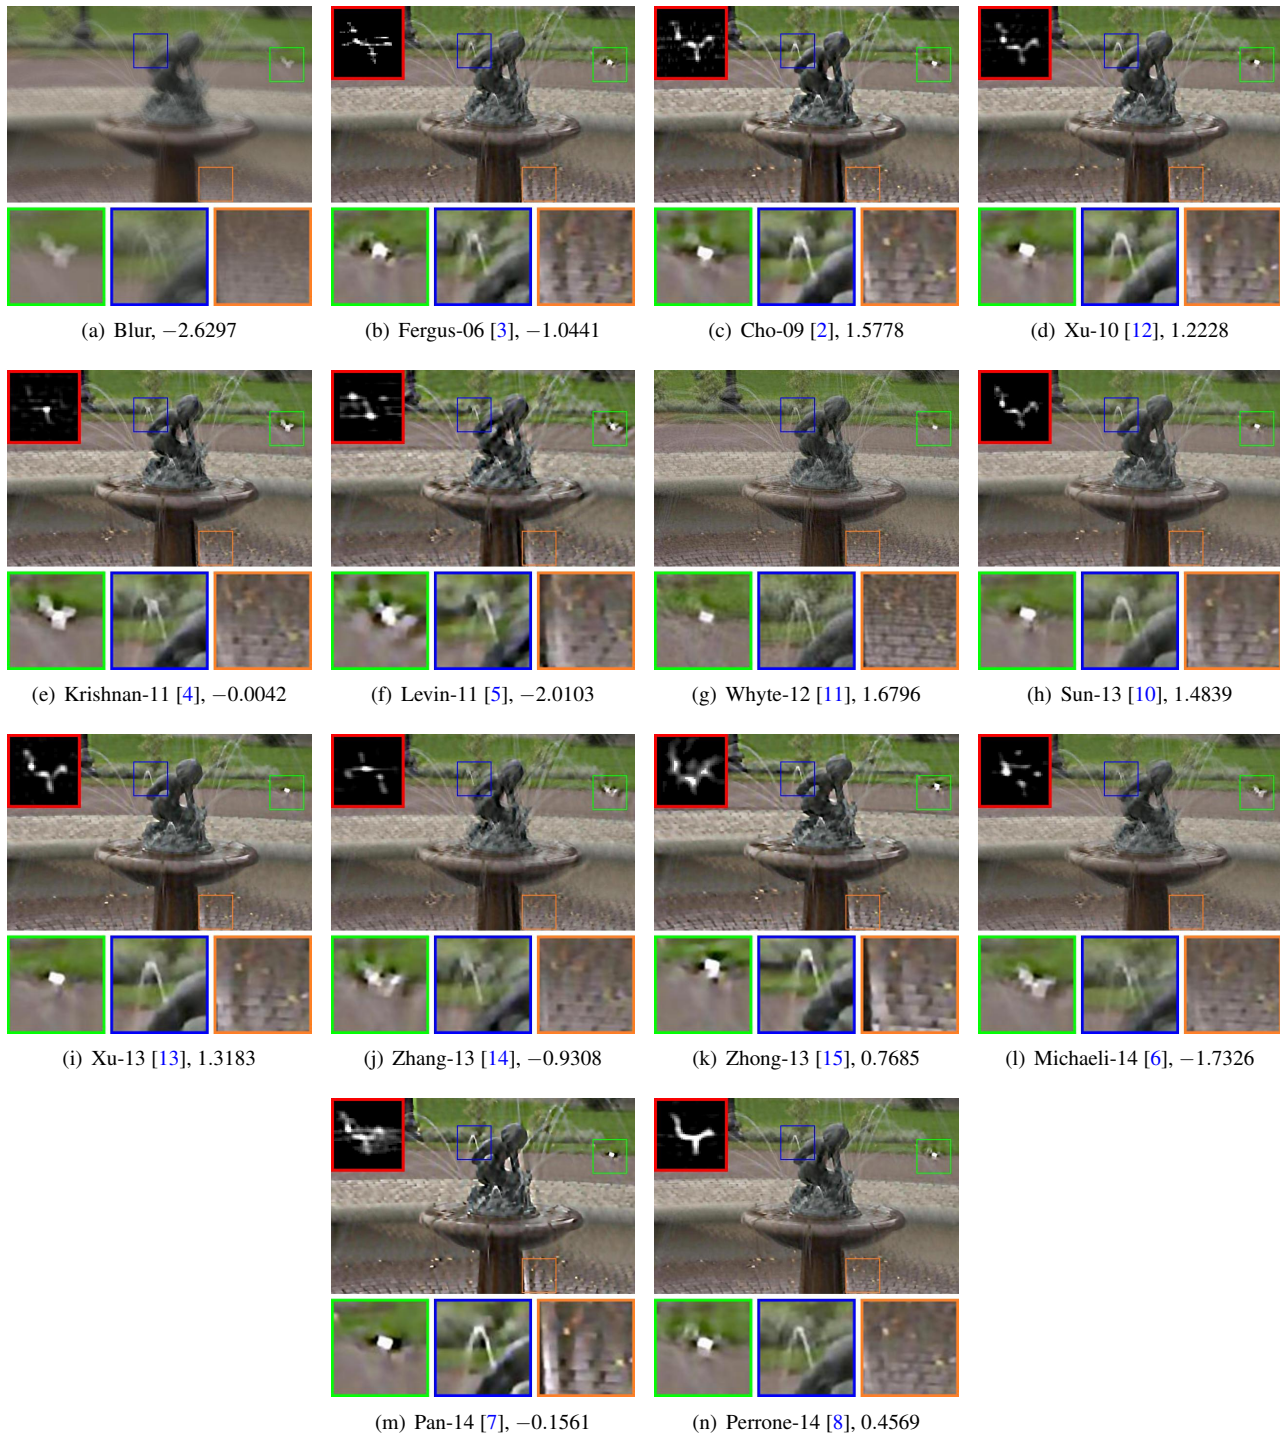 (a) Blur, −2.6297
(b) Fergus-06 [3], −1.0441
(c) Cho-09 [2], 1.5778
(d) Xu-10 [12], 1.2228
(e) Krishnan-11 [4], −0.0042
(f) Levin-11 [5], −2.0103
(g) Whyte-12 [11], 1.6796
(h) Sun-13 [10], 1.4839
(i) Xu-13 [13], 1.3183
(j) Zhang-13 [14], −0.9308
(k) Zhong-13 [15], 0.7685
(l) Michaeli-14 [6], −1.7326
(m) Pan-14 [7], −0.1561
(n) Perrone-14 [8], 0.4569